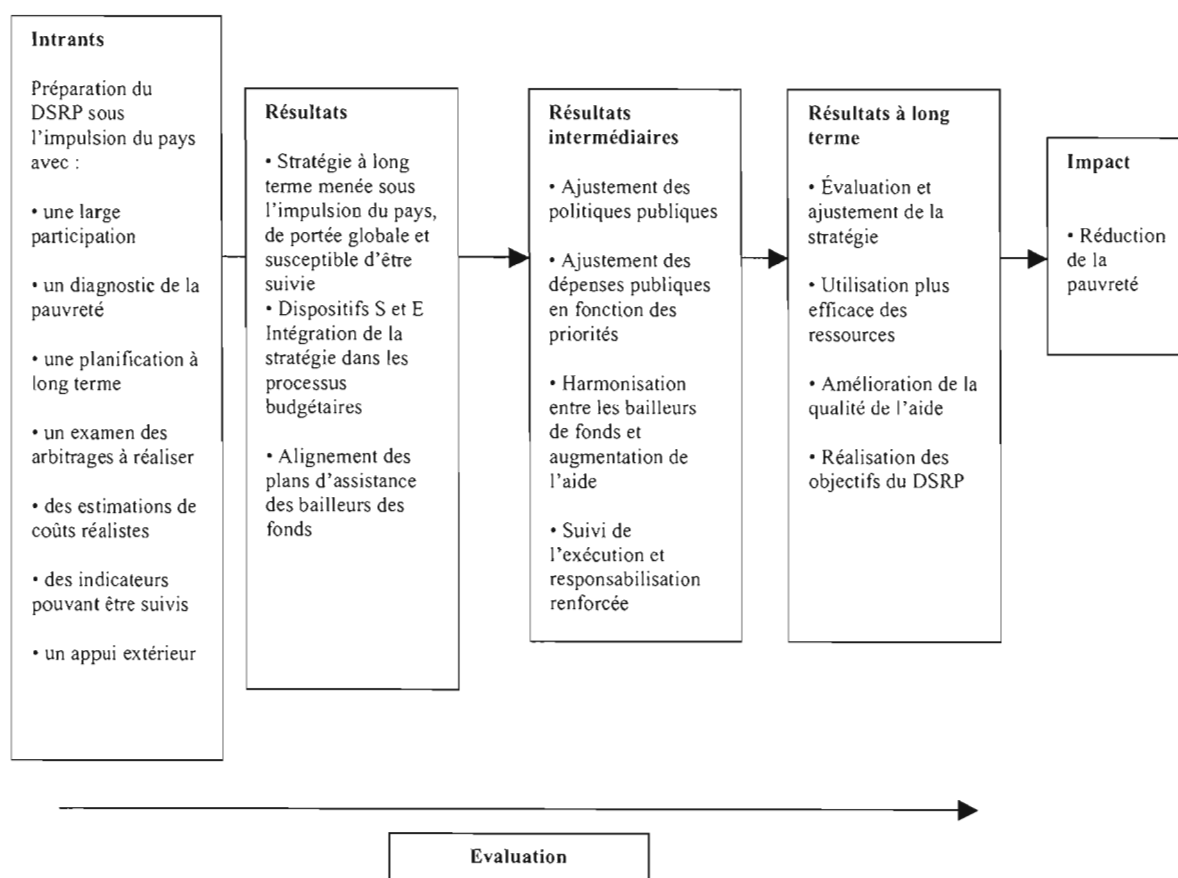 Intrants
Préparation du
DSRP sous
l'impulsion du pays
avec :
• une large
participation
• un diagnostic de la
pauvreté
• une planification à
long terme
• un examen des
arbitrages à réaliser
• des estimations de
coûts réalistes
• des indicateurs
pouvant être suivis
• un appui extérieur
Résultats
• Stratégie à long
terme menée sous
l'impulsion du pays,
de portée globale et
susceptible d'être
suivie
• Dispositifs S et E
Intégration de la
stratégie dans les
processus
budgétaires
• Alignement des
plans d'assistance
des bailleurs des
fonds
Résultats
intermédiaires
• Ajustement des
politiques publiques
• Ajustement des
dépenses publiques
en fonction des
priorités
• Harmonisation
entre les bailleurs
de fonds et
augmentation de
l'aide
• Suivi de
l'exécution et
responsabilisation
renforcée
Résultats à long
terme
• Évaluation et
ajustement de la
stratégie
• Utilisation plus
efficace des
ressources
• Amélioration de la
qualité de l'aide
• Réalisation des
objectifs du DSRP
Impact
• Réduction
de la
pauvreté
Evaluation